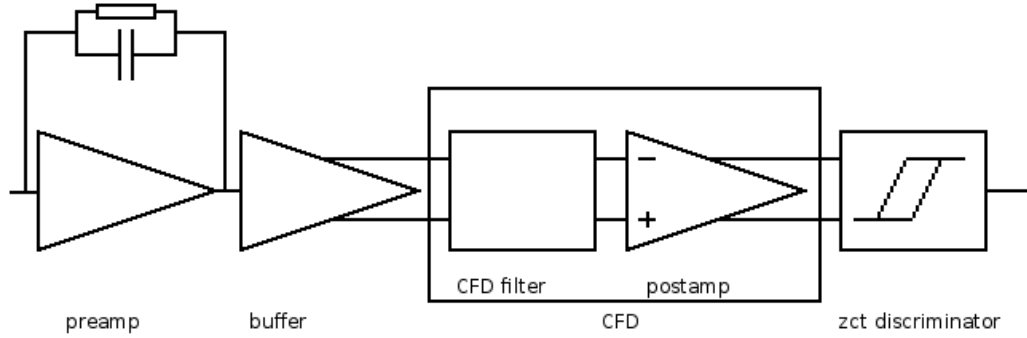 −
+
CFD filter
postamp
preamp
buffer
CFD
zct discriminator